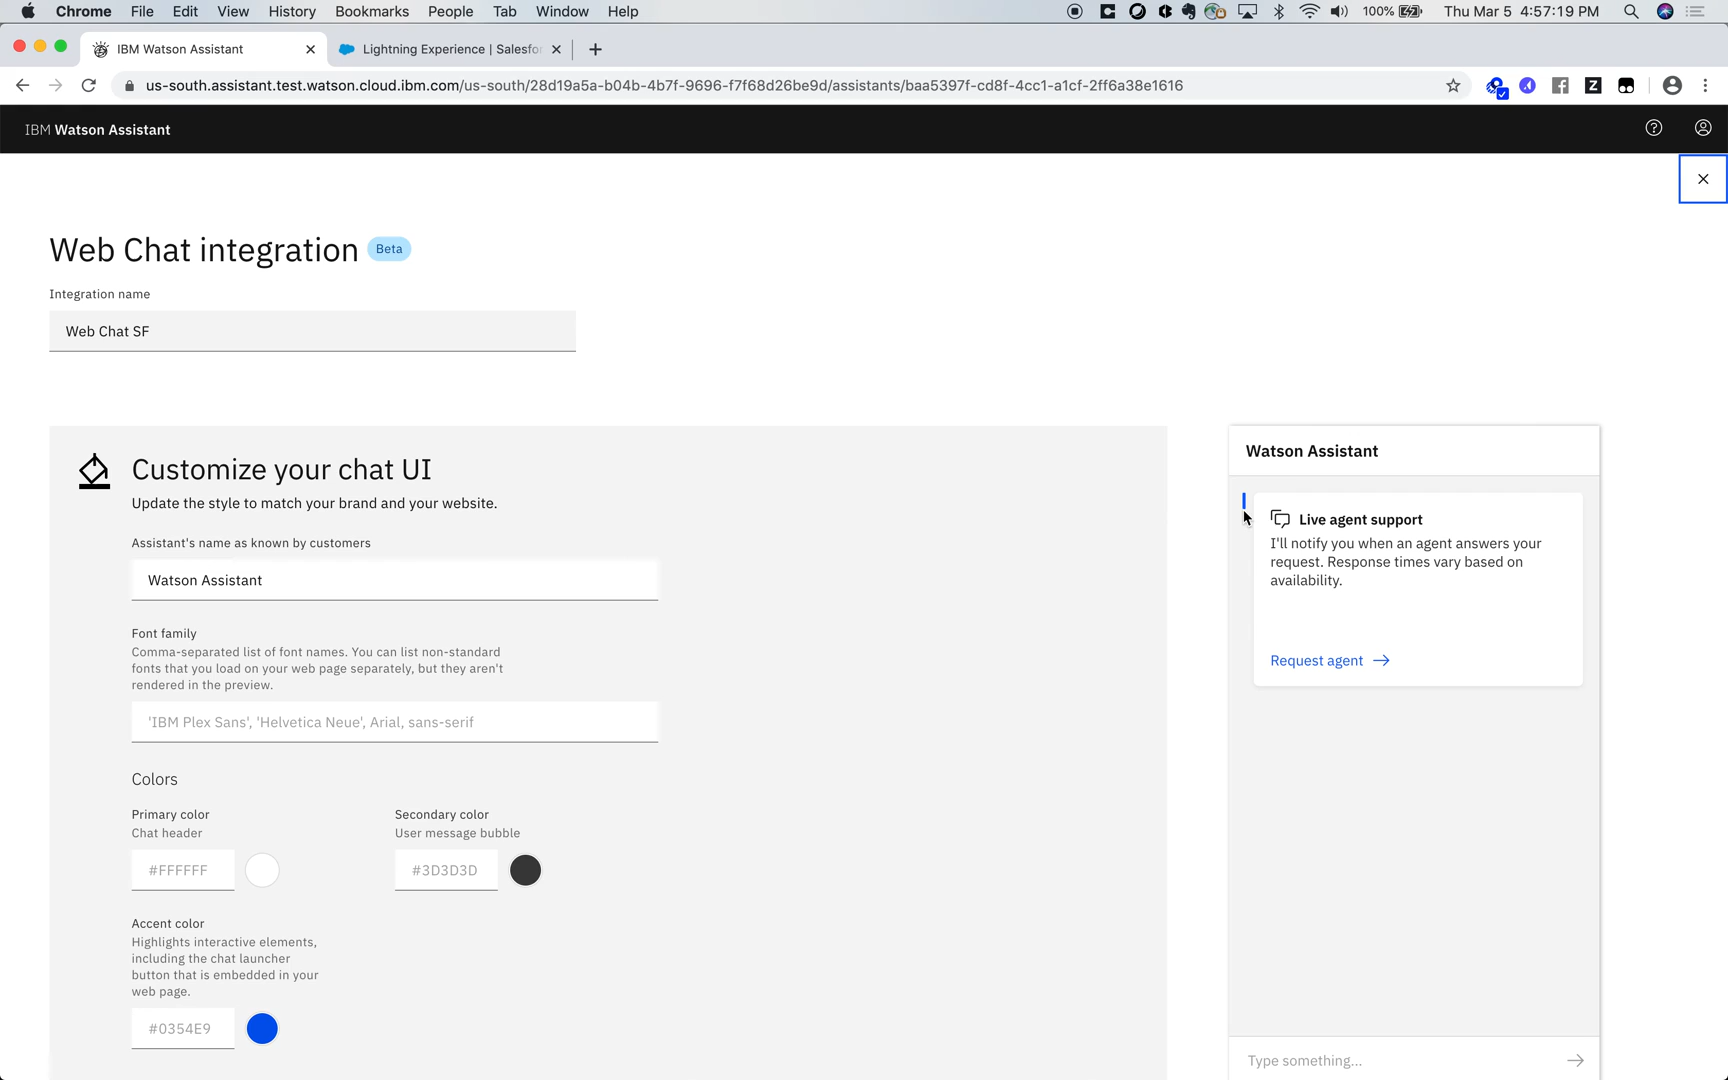 Chrome File Edit View History Bookmarks People Tab Window Help 100% Thu Mar 5 4:57:19 PM
IBM Watson Assistant Lightning Experience | Salesfo
us-south.assistant.test.watson.cloud.ibm.com/us-south/28d19a5a-b04b-4b7f-9696-f7f68d26be9d/assistants/baa5397f-cd8f-4cc1-a1cf-2ff6a38e1616
IBM Watson Assistant
Web Chat integration Beta
Integration name
Web Chat SF
Customize your chat UI
Update the style to match your brand and your website.
Assistant's name as known by customers
Watson Assistant
Font family
Comma-separated list of font names. You can list non-standard
fonts that you load on your web page separately, but they aren't
rendered in the preview.
'IBM Plex Sans', 'Helvetica Neue', Arial, sans-serif
Colors
Primary color
Chat header
#FFFFFF
Secondary color
User message bubble
#3D3D3D
Accent color
Highlights interactive elements,
including the chat launcher
button that is embedded in your
web page.
#0354E9
Watson Assistant
Live agent support
I'll notify you when an agent answers your
request. Response times vary based on
availability.
Request agent
Type something...